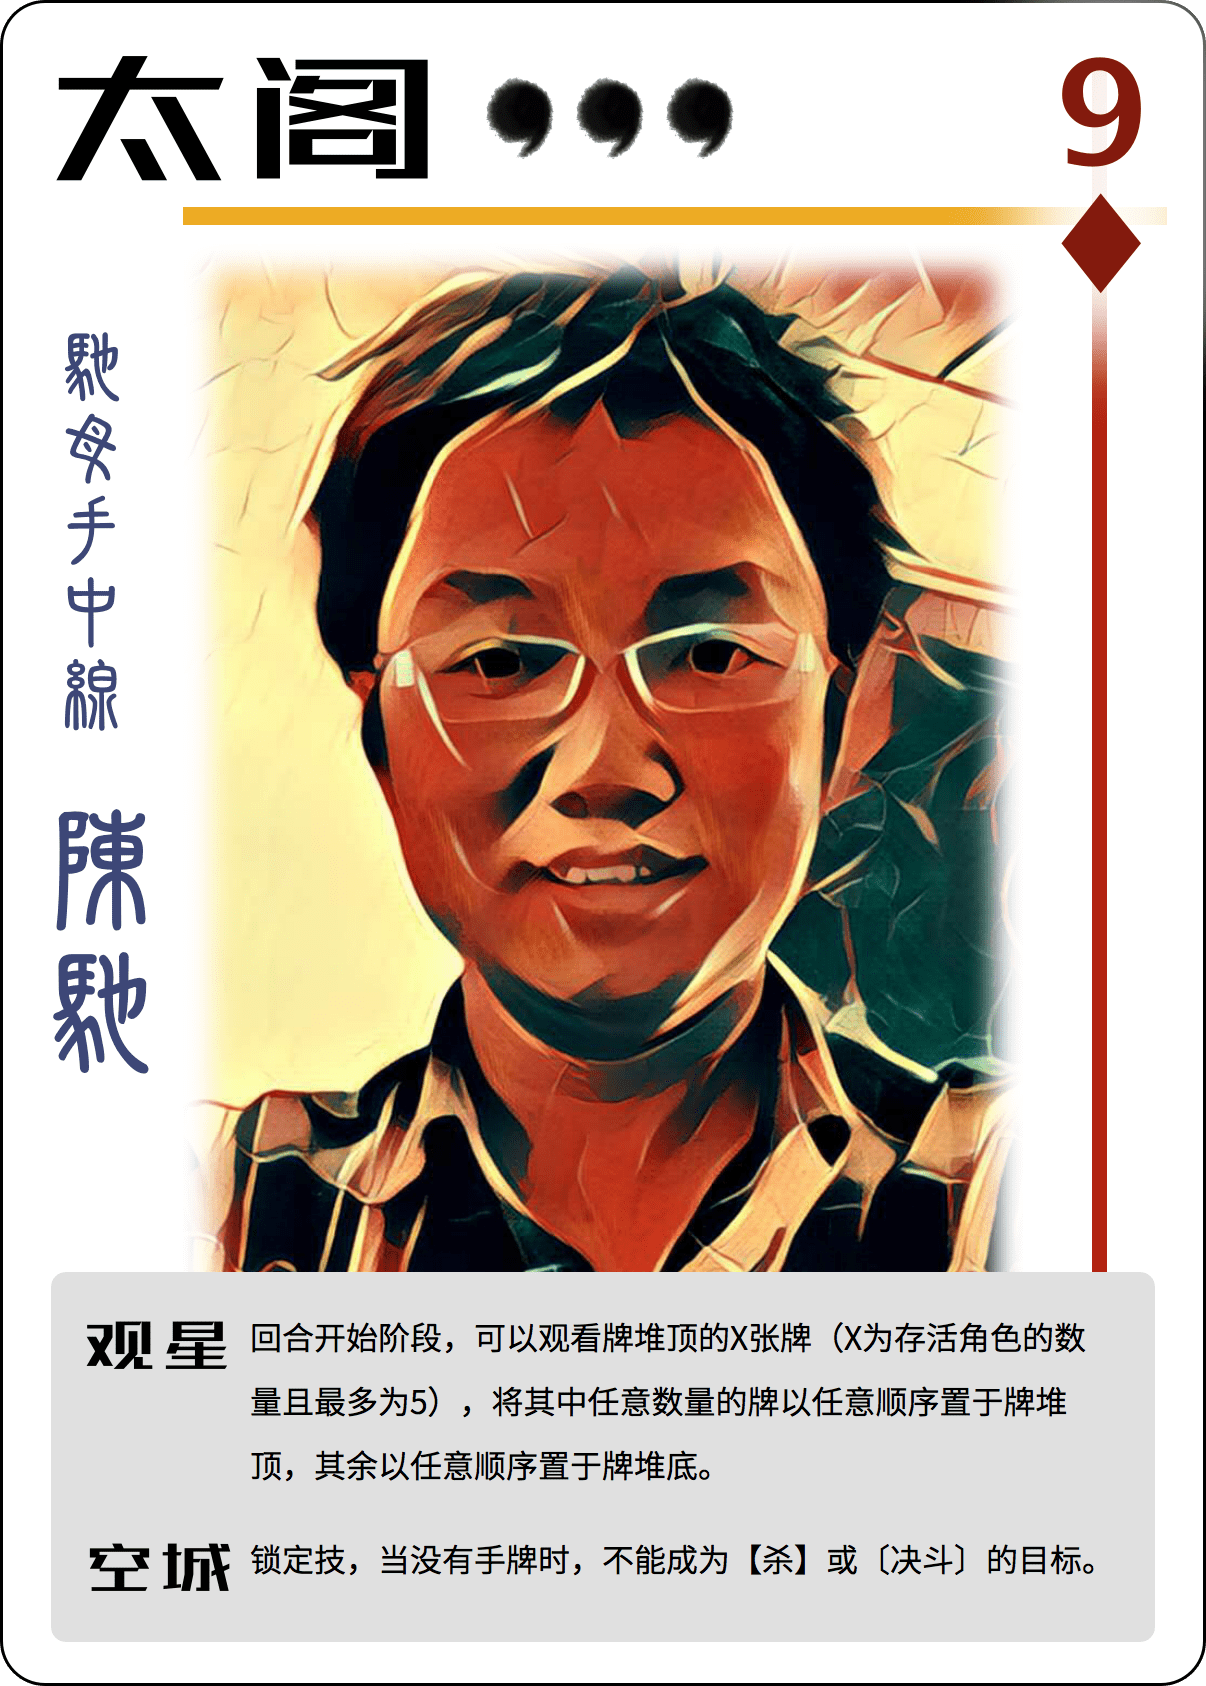 太阁
9
馳母手中線
陳馳
观星 回合开始阶段，可以观看牌堆顶的X张牌（X为存活角色的数
量且最多为5），将其中任意数量的牌以任意顺序置于牌堆
顶，其余以任意顺序置于牌堆底。
空城 锁定技，当没有手牌时，不能成为【杀】或〔决斗〕的目标。